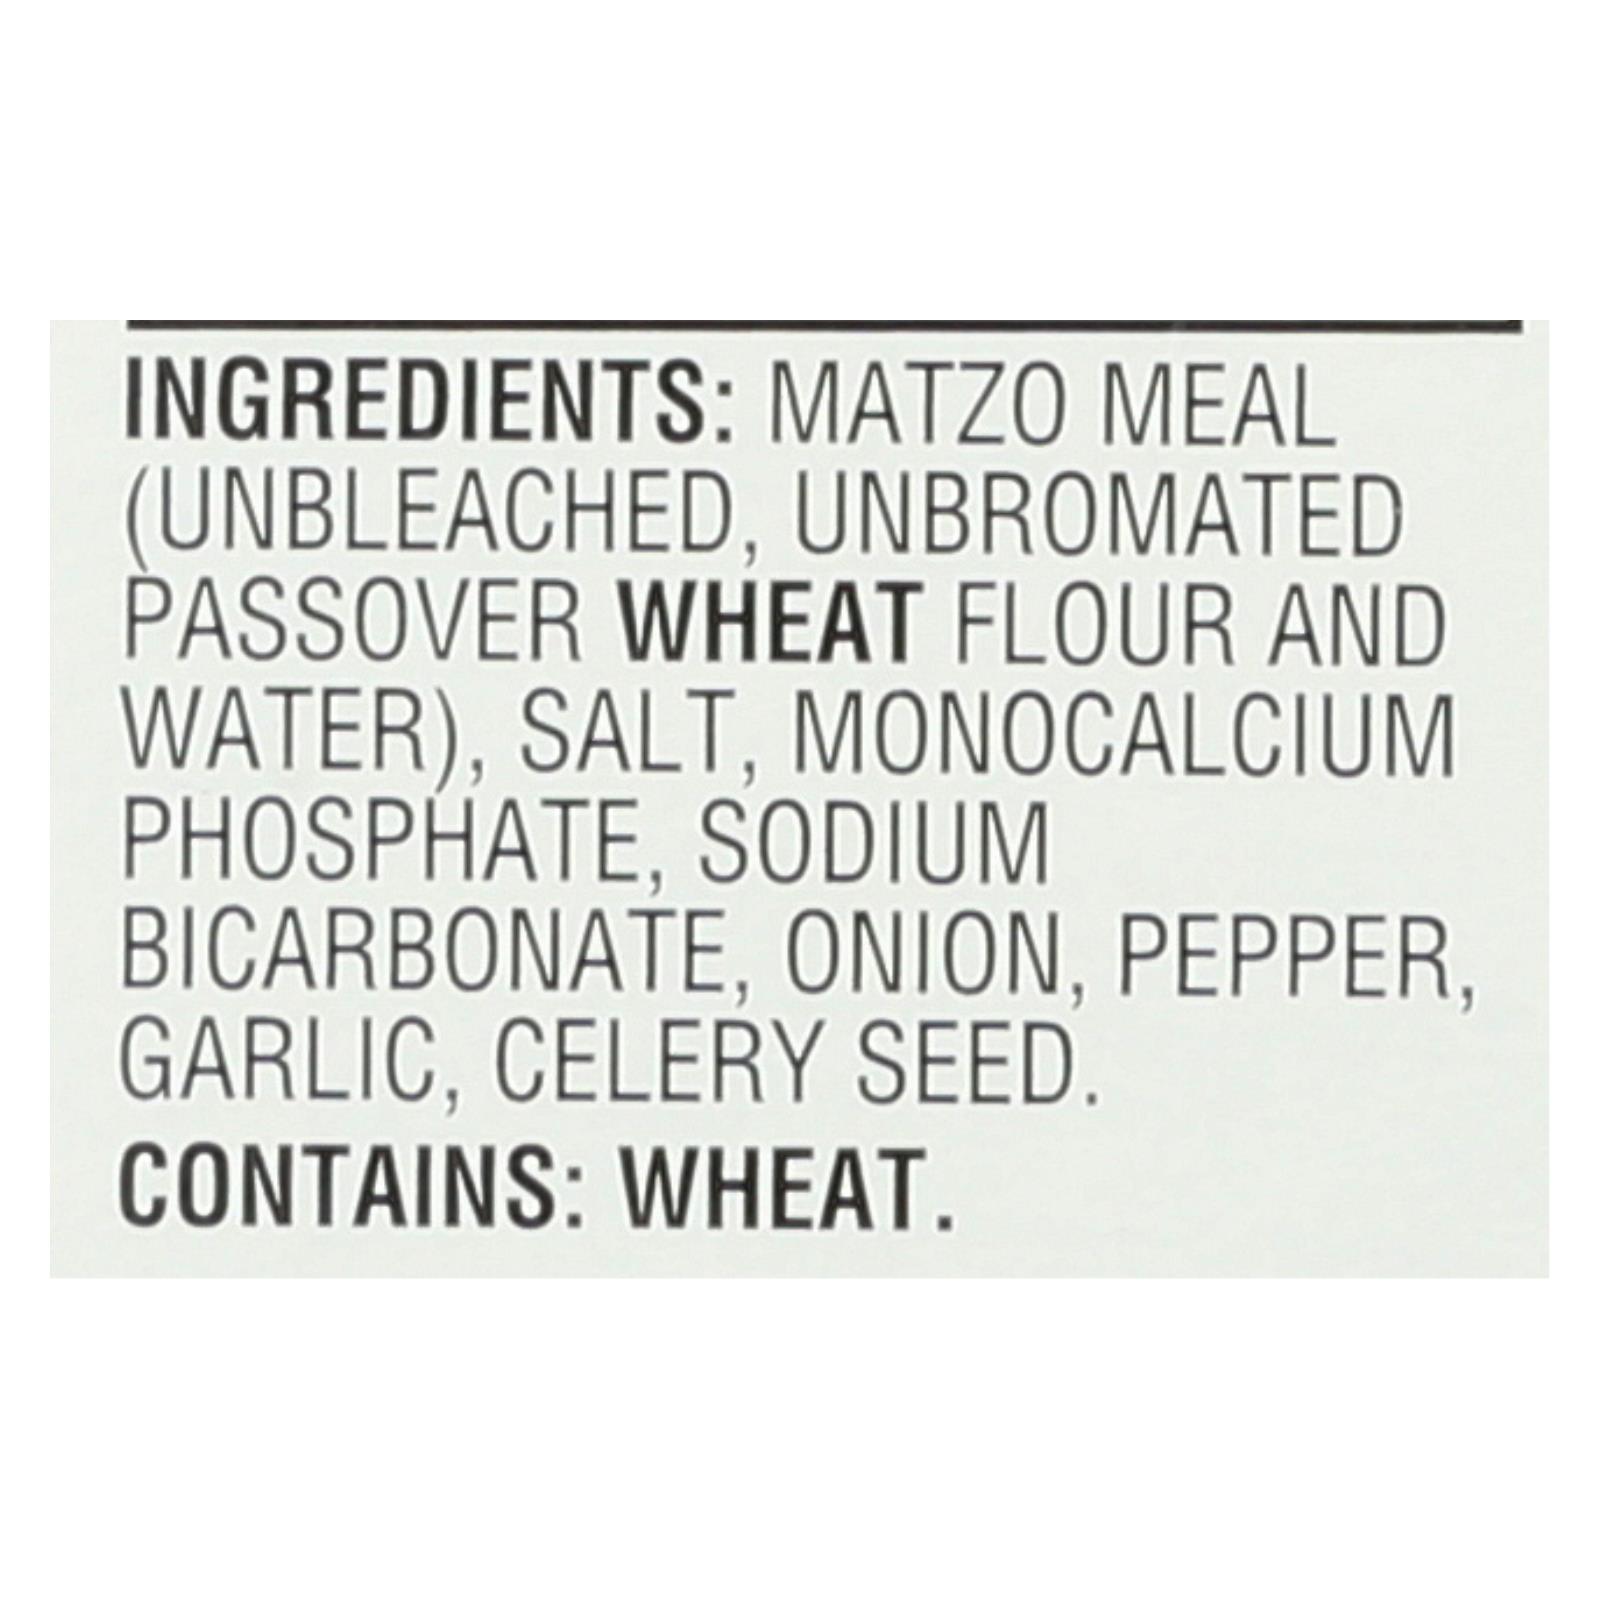 INGREDIENTS: MATZO MEAL
(UNBLEACHED, UNBROMATED
PASSOVER WHEAT FLOUR AND
WATER), SALT, MONOCALCIUM
PHOSPHATE, SODIUM
BICARBONATE, ONION, PEPPER,
GARLIC, CELERY SEED.
CONTAINS: WHEAT.